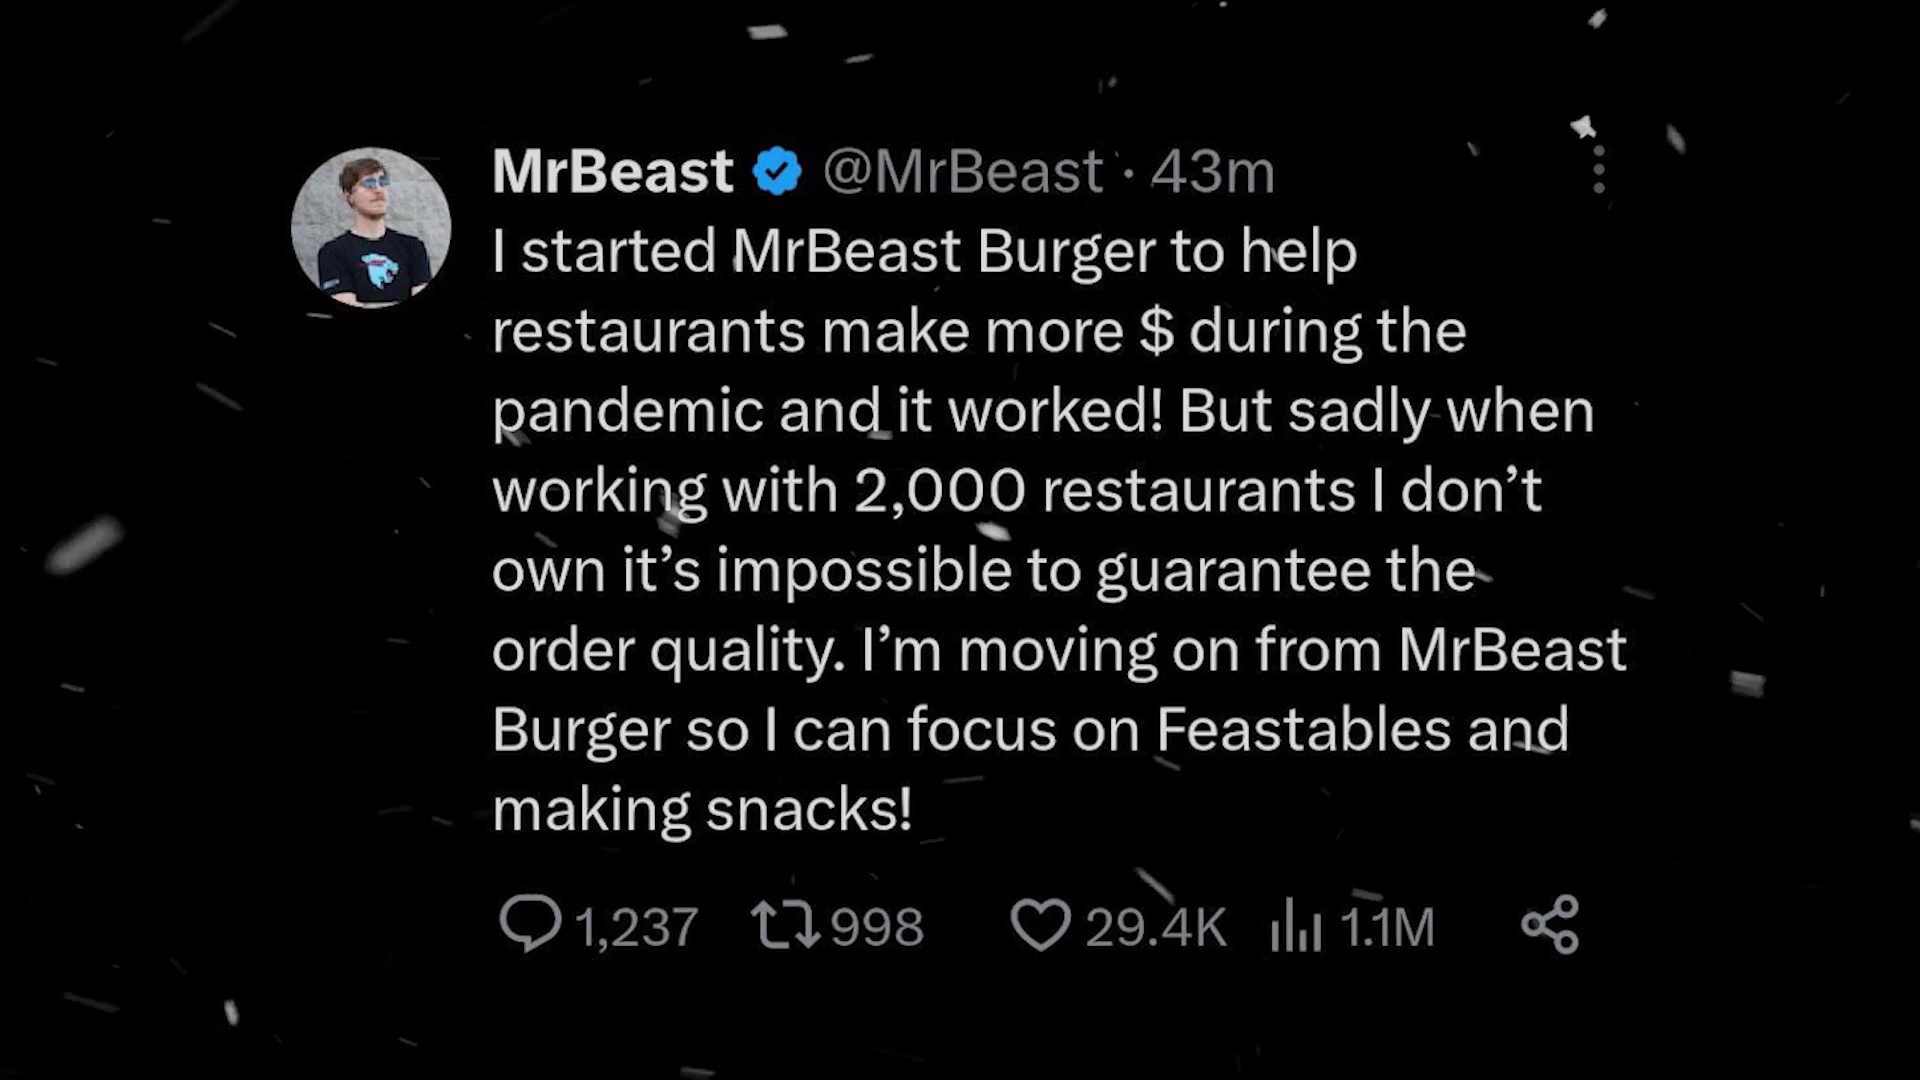 MrBeast @MrBeast · 43m
I started MrBeast Burger to help
restaurants make more $ during the
pandemic and it worked! But sadly when
working with 2,000 restaurants I don’t
own it’s impossible to guarantee the
order quality. I’m moving on from MrBeast
Burger so I can focus on Feastables and
making snacks!
1,237 998 29.4K 1.1M